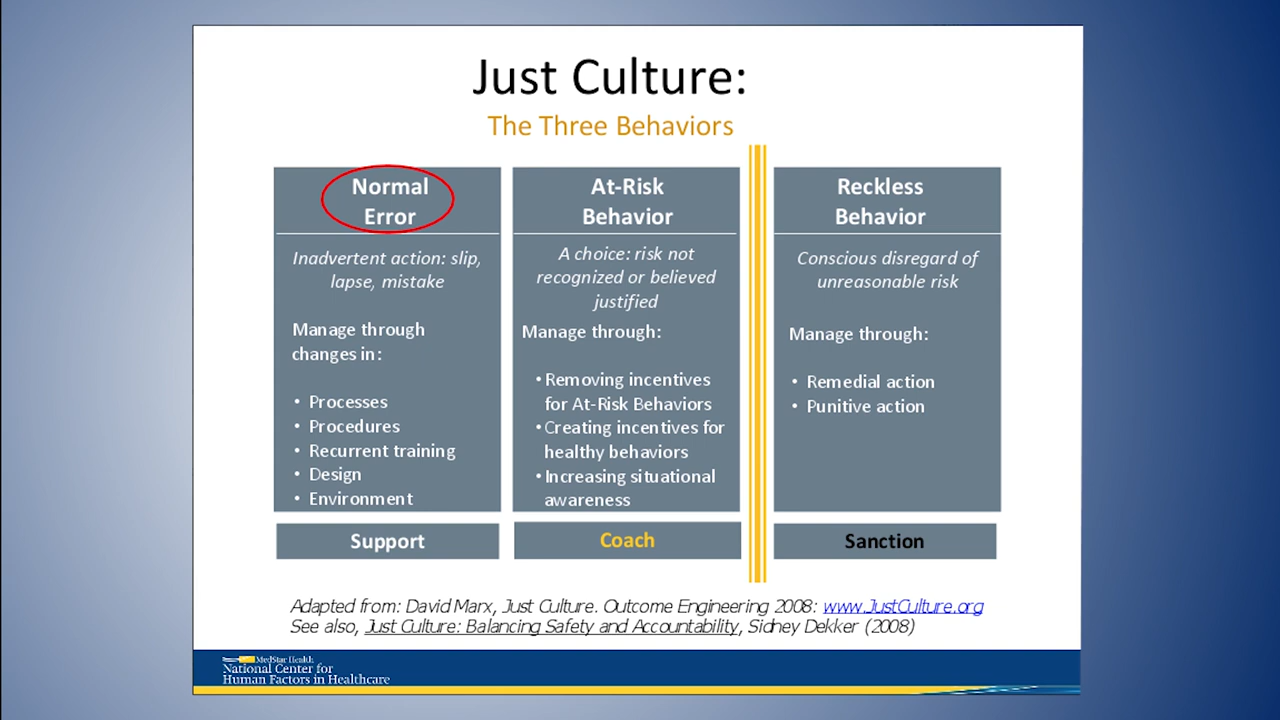 Just Culture:
The Three Behaviors
Normal
Error
Inadvertent action: slip,
lapse, mistake
Manage through
changes in:
• Processes
• Procedures
• Recurrent training
• Design
• Environment
Support
At-Risk
Behavior
A choice: risk not
recognized or believed
justified
Manage through:
• Removing incentives
for At-Risk Behaviors
• Creating incentives for
healthy behaviors
• Increasing situational
awareness
Coach
Reckless
Behavior
Conscious disregard of
unreasonable risk
Manage through:
• Remedial action
• Punitive action
Sanction
Adapted from: David Marx, Just Culture. Outcome Engineering 2008: www.JustCulture.org
See also, Just Culture: Balancing Safety and Accountability, Sidney Dekker (2008)
MedStar Health
National Center for
Human Factors in Healthcare